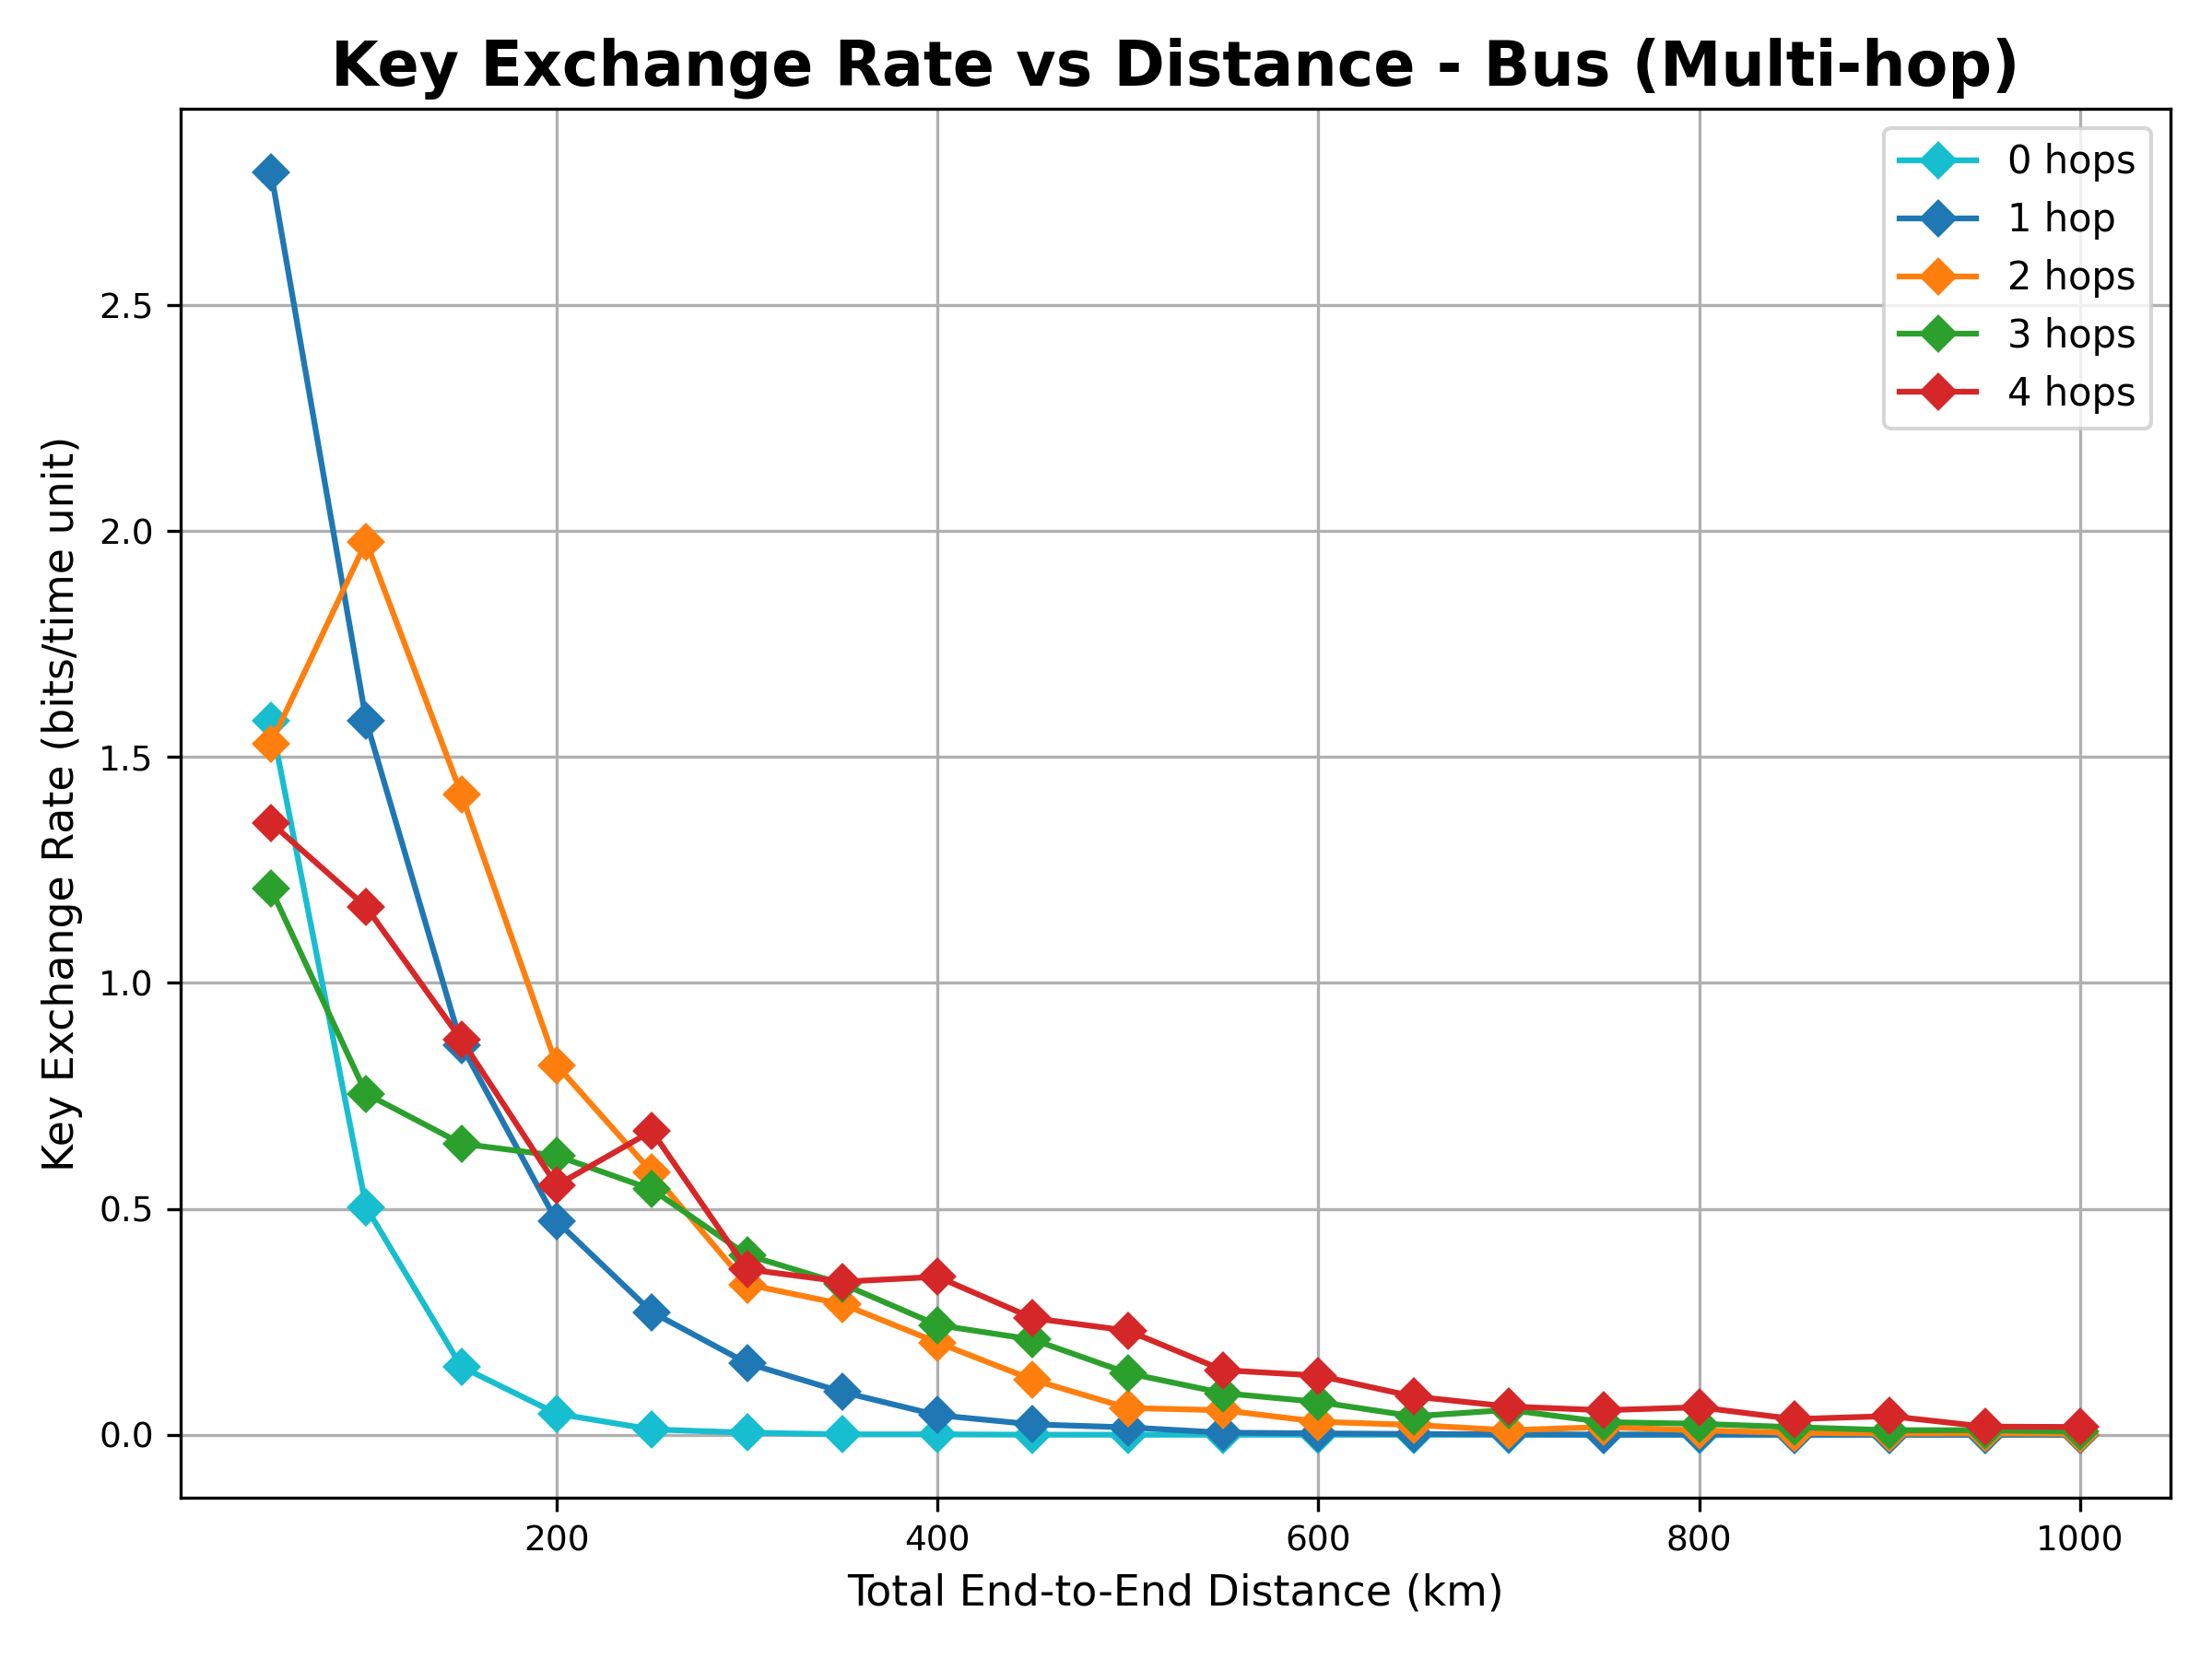 Key Exchange Rate vs Distance - Bus (Multi-hop)
0 hops
1 hop
2 hops
3 hops
4 hops
Key Exchange Rate (bits/time unit)
2.5
2.0
1.5
1.0
0.5
0.0
200 400 600 800 1000
Total End-to-End Distance (km)